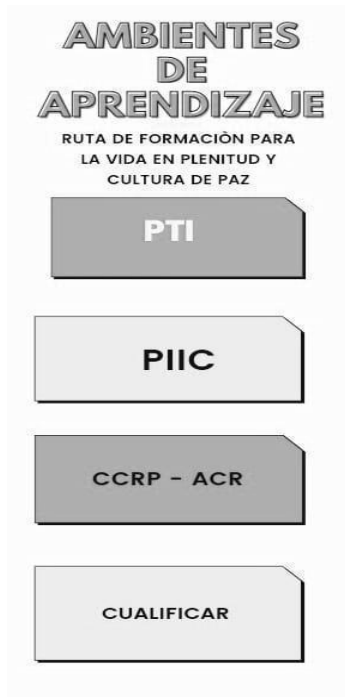 AMBIENTES
DE
APRENDIZAJE
RUTA DE FORMACIÒN PARA
LA VIDA EN PLENITUD Y
CULTURA DE PAZ
PTI
PIIC
CCRP - ACR
CUALIFICAR